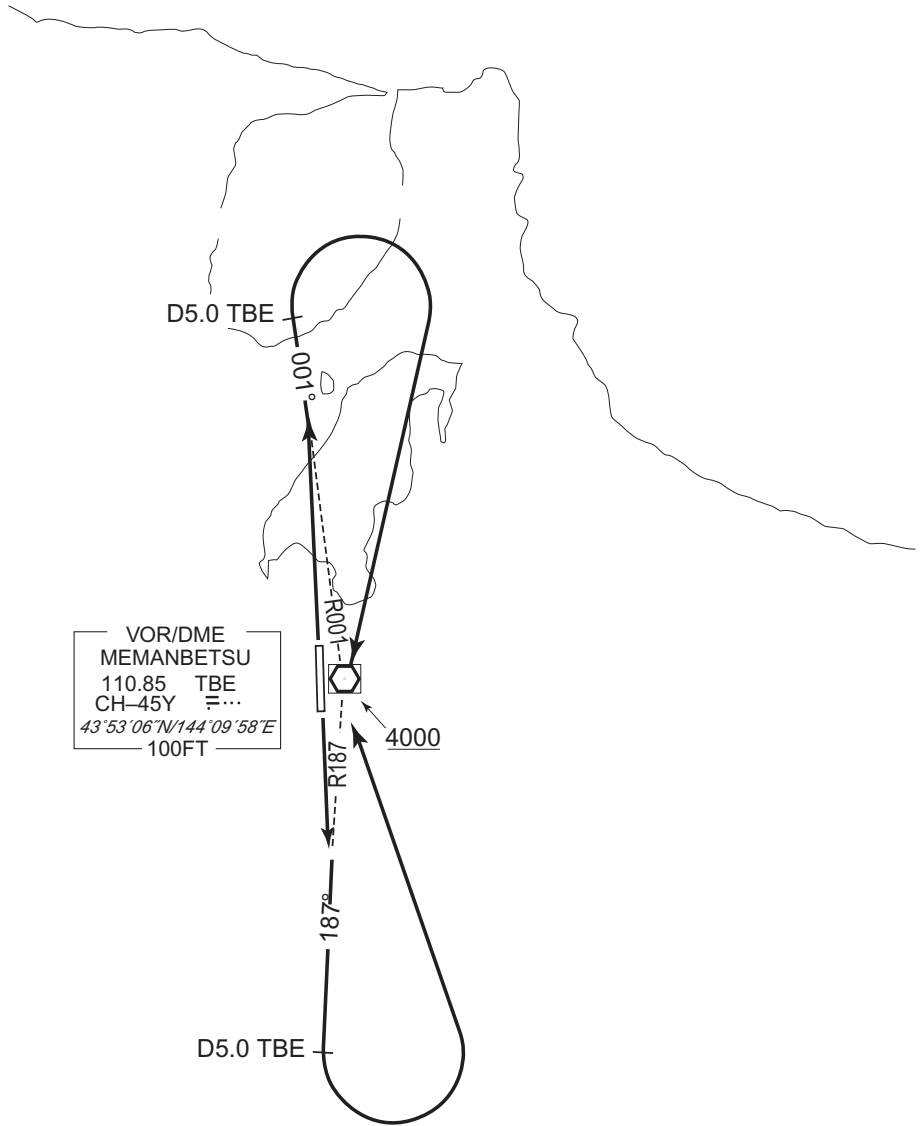 D5.0 TBE
001°
R001
VOR/DME
MEMANBETSU
110.85 TBE
CH–45Y
43°53′06″N/144°09′58″E
100FT
4000
R187
187°
D5.0 TBE